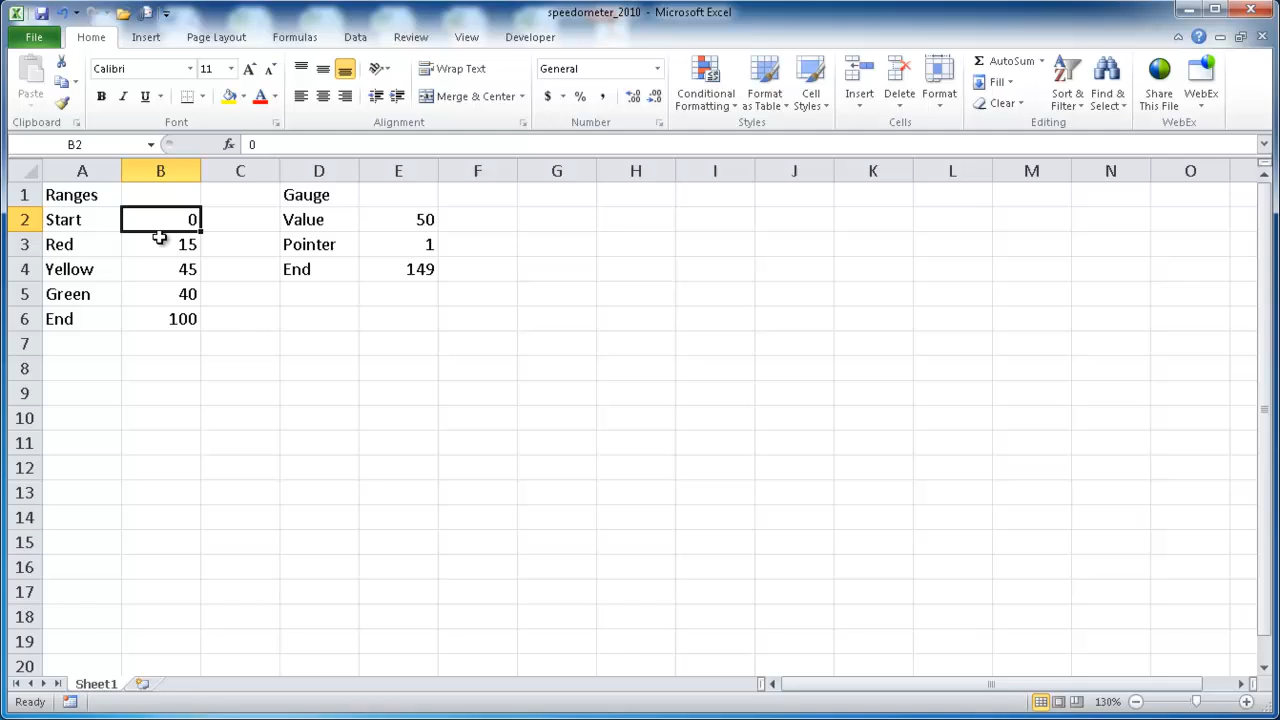 speedometer_2010 - Microsoft Excel
File Home Insert Page Layout Formulas Data Review View Developer
Paste
Calibri 11
B I U
Wrap Text
Merge & Center
General
$ % ,
Conditional Formatting
Format as Table
Cell Styles
Insert Delete Format
AutoSum
Fill
Clear
Sort & Filter
Find & Select
Share This File
WebEx
Clipboard Font Alignment Number Styles Cells Editing WebEx
B2 fx 0
A B C D E F G H I J K L M N O
1 Ranges Gauge
2 Start 0 Value 50
3 Red 15 Pointer 1
4 Yellow 45 End 149
5 Green 40
6 End 100
7
8
9
10
11
12
13
14
15
16
17
18
19
20
Sheet1
Ready 130%